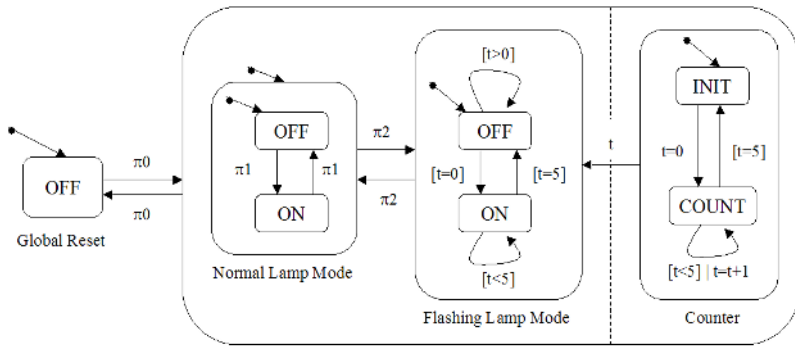 OFF
Global Reset
π0
π0
OFF
π1
π1
ON
Normal Lamp Mode
π2
π2
[t>0]
OFF
[t=0]
[t=5]
ON
[t<5]
Flashing Lamp Mode
t
INIT
t=0
[t=5]
COUNT
[t<5] | t=t+1
Counter